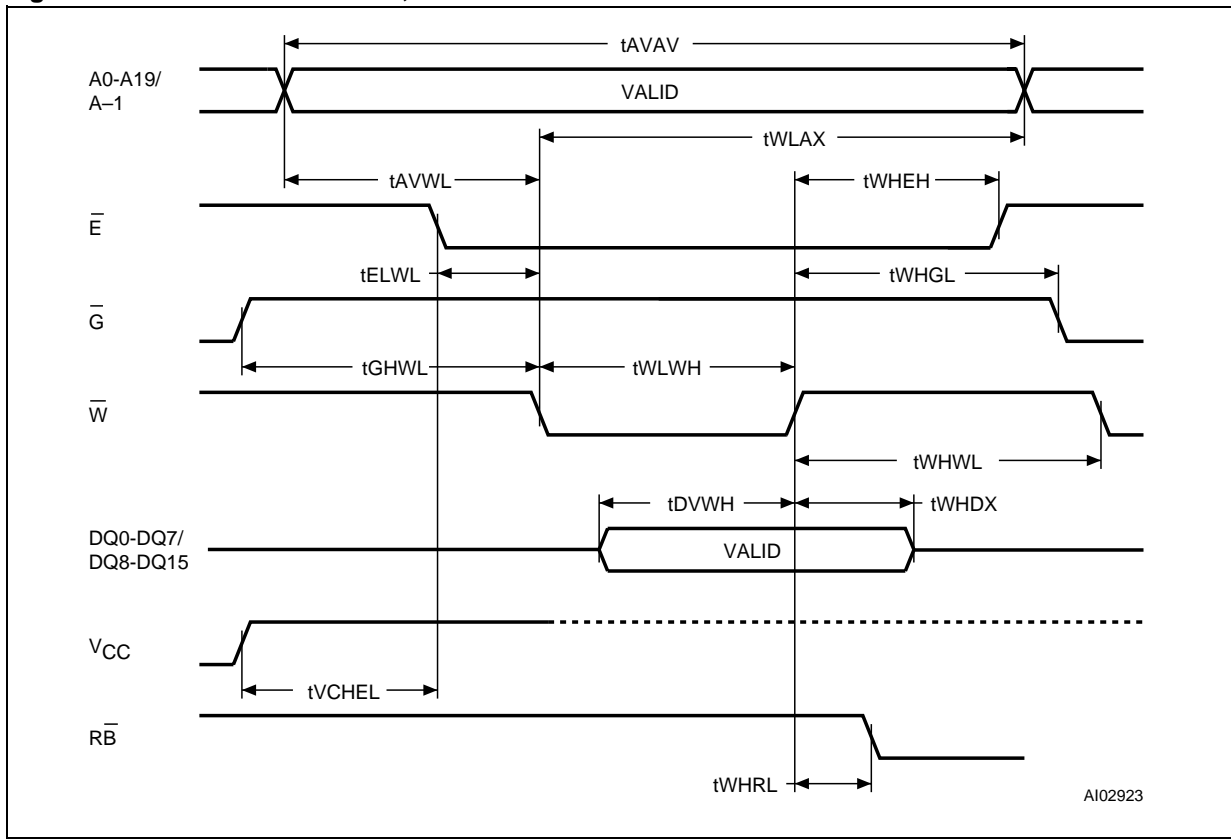 tAVAV
A0-A19/
A–1
VALID
tWLAX
tAVWL
tWHEH
E̅
tELWL
tWHGL
G̅
tGHWL
tWLWH
W̅
tWHWL
tDVWH
tWHDX
DQ0-DQ7/
DQ8-DQ15
VALID
VCC
tVCHEL
RB̅
tWHRL
AI02923